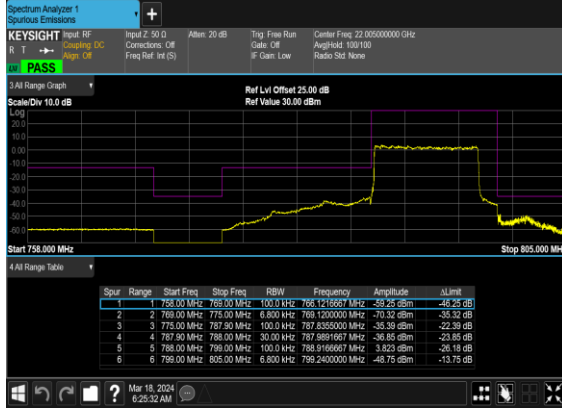 Spectrum Analyzer 1
Spurious Emissions
+
KEYSIGHT Input: RF Input Z: 50 Ω Atten: 20 dB Trig: Free Run Center Freq: 22.005000000 GHz
R T Coupling: DC Corrections: Off Gate: Off Avg|Hold: 100/100
Align: Off Freq Ref: Int (S) IF Gain: Low Radio Std: None
PASS
3 All Range Graph Ref Lvl Offset 25.00 dB
Scale/Div 10.0 dB Ref Value 30.00 dBm
Log
20.0
10.0
0.00
-10.0
-20.0
-30.0
-40.0
-50.0
-60.0
Start 758.000 MHz Stop 805.000 MHz
4 All Range Table
Spur Range Start Freq Stop Freq RBW Frequency Amplitude ΔLimit
1 1 758.00 MHz 769.00 MHz 100.0 kHz 766.1216667 MHz -59.25 dBm -46.25 dB
2 2 769.00 MHz 775.00 MHz 6.800 kHz 769.1200000 MHz -70.32 dBm -35.32 dB
3 3 775.00 MHz 787.90 MHz 100.0 kHz 787.8355000 MHz -35.39 dBm -22.39 dB
4 4 787.90 MHz 788.00 MHz 30.00 kHz 787.9891667 MHz -36.85 dBm -23.85 dB
5 5 788.00 MHz 799.00 MHz 100.0 kHz 788.9166667 MHz 3.823 dBm -26.18 dB
6 6 799.00 MHz 805.00 MHz 6.800 kHz 799.2400000 MHz -48.75 dBm -13.75 dB
? Mar 18, 2024
6:25:32 AM